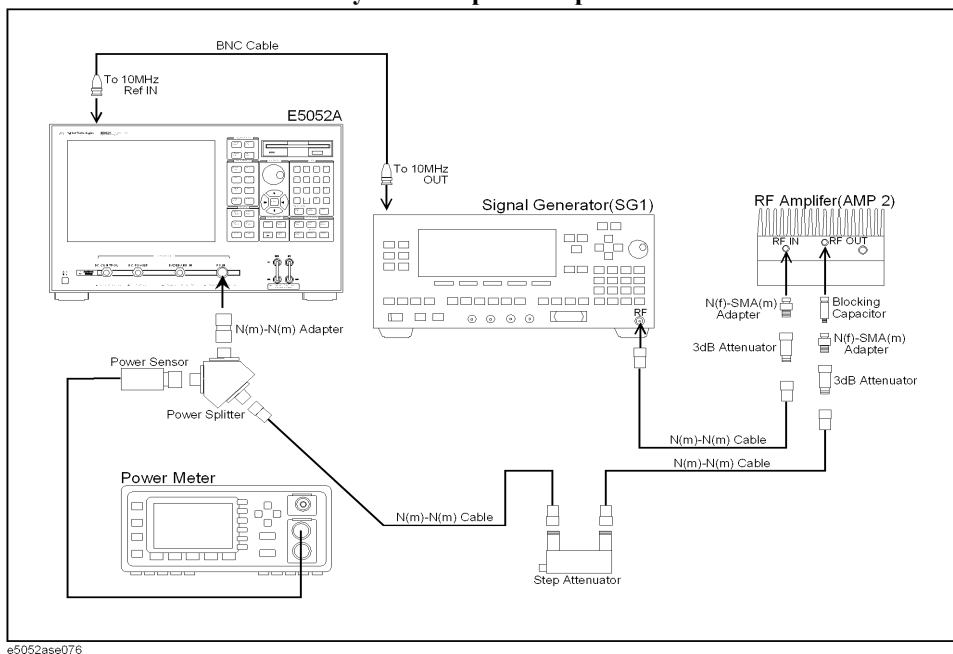 BNC Cable
To 10MHz
Ref IN
E5052A
To 10MHz
OUT
Signal Generator(SG1)
RF Amplifer(AMP 2)
RF IN
RF OUT
RF
N(f)-SMA(m)
Adapter
Blocking
Capacitor
3dB Attenuator
N(f)-SMA(m)
Adapter
3dB Attenuator
N(m)-N(m) Adapter
Power Sensor
Power Splitter
N(m)-N(m) Cable
N(m)-N(m) Cable
Power Meter
N(m)-N(m) Cable
Step Attenuator
e5052ase076